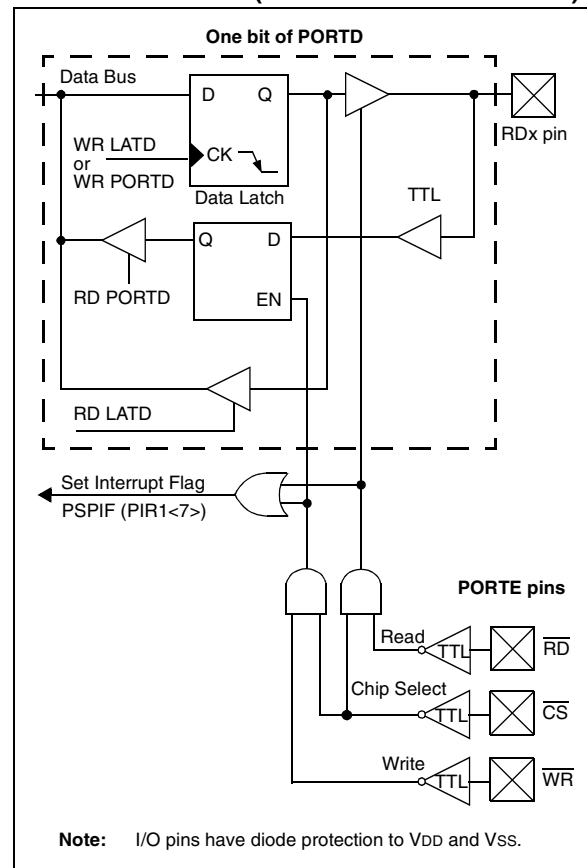 One bit of PORTD
Data Bus
D Q
RDx pin
WR LATD
or
WR PORTD
CK
Data Latch
TTL
Q D
EN
RD PORTD
RD LATD
Set Interrupt Flag
PSPIF (PIR1<7>)
PORTE pins
Read
TTL
RD
Chip Select
TTL
CS
Write
TTL
WR
Note: I/O pins have diode protection to VDD and VSS.